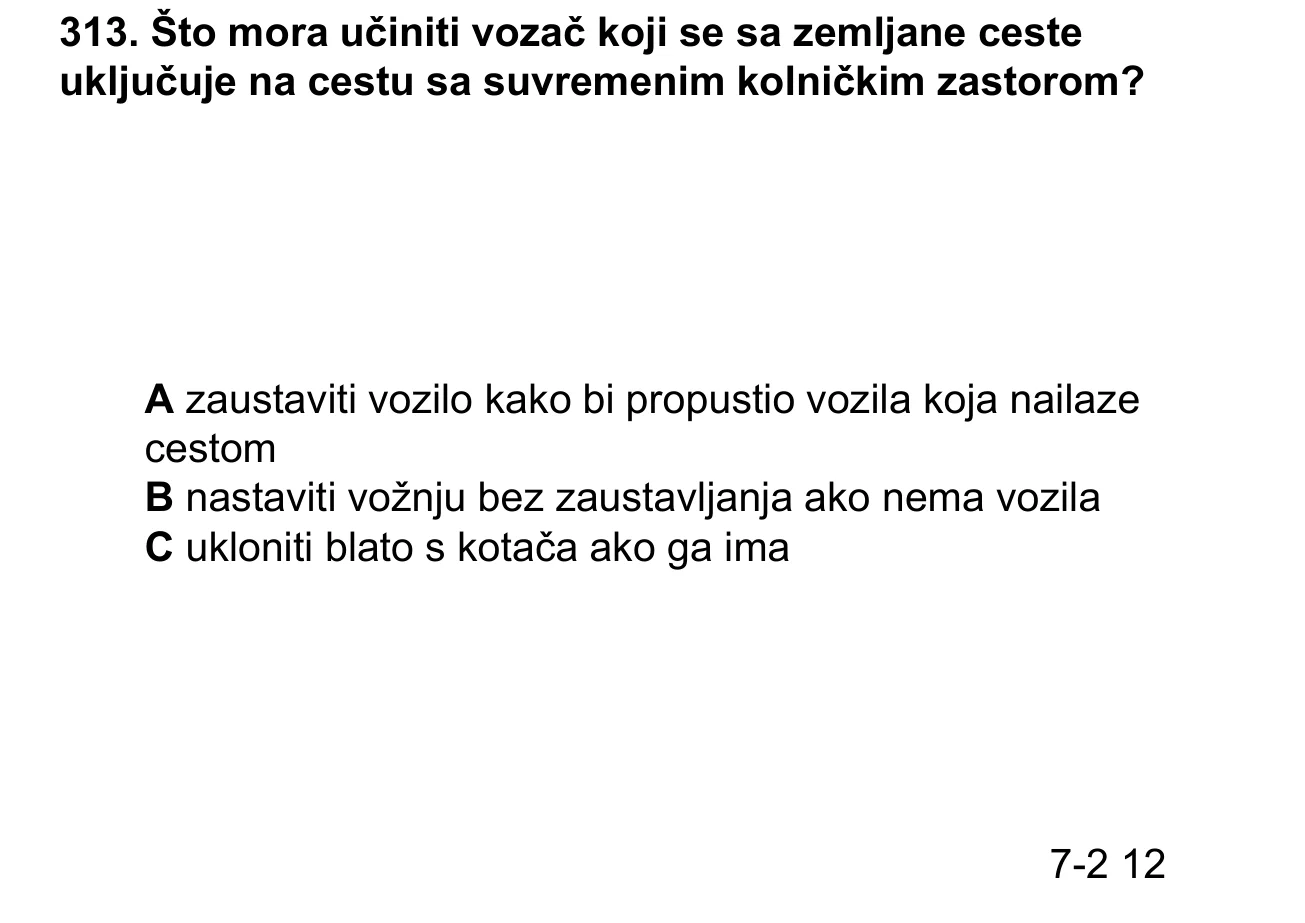 313. Što mora učiniti vozač koji se sa zemljane ceste
uključuje na cestu sa suvremenim kolničkim zastorom?
A zaustaviti vozilo kako bi propustio vozila koja nailaze
cestom
B nastaviti vožnju bez zaustavljanja ako nema vozila
C ukloniti blato s kotača ako ga ima
7-2 12